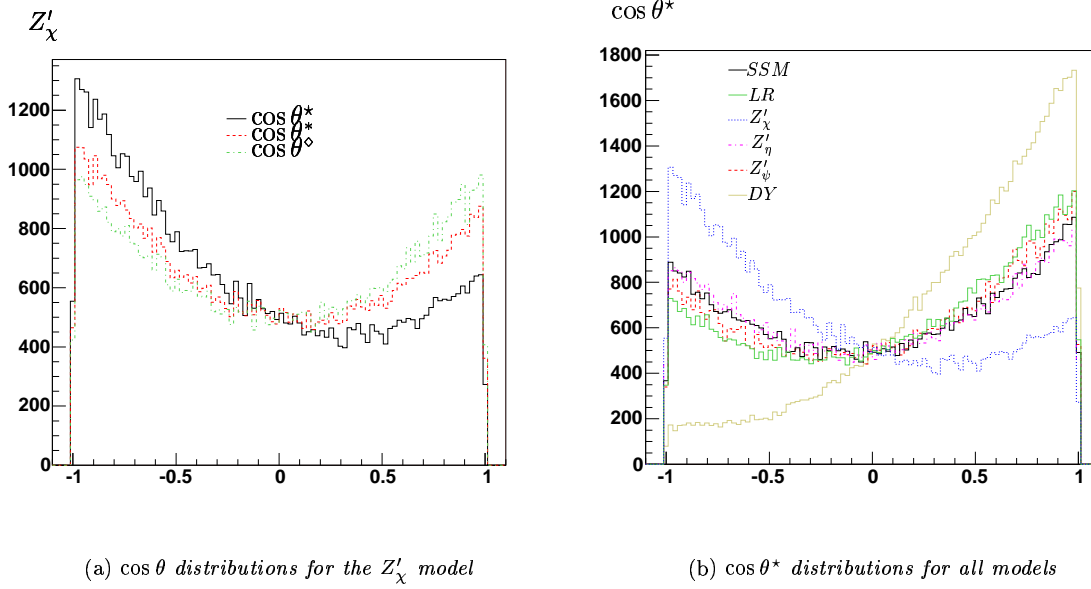 Z′χ
cos θ⋆
1200
1000
800
600
400
200
0
-1 -0.5 0 0.5 1
cos θ⋆
cos θ*
cos θ⋄
1800
1600
1400
1200
1000
800
600
400
200
0
-1 -0.5 0 0.5 1
SSM
LR
Z′χ
Z′η
Z′ψ
DY
(a) cos θ distributions for the Z′χ model
(b) cos θ⋆ distributions for all models